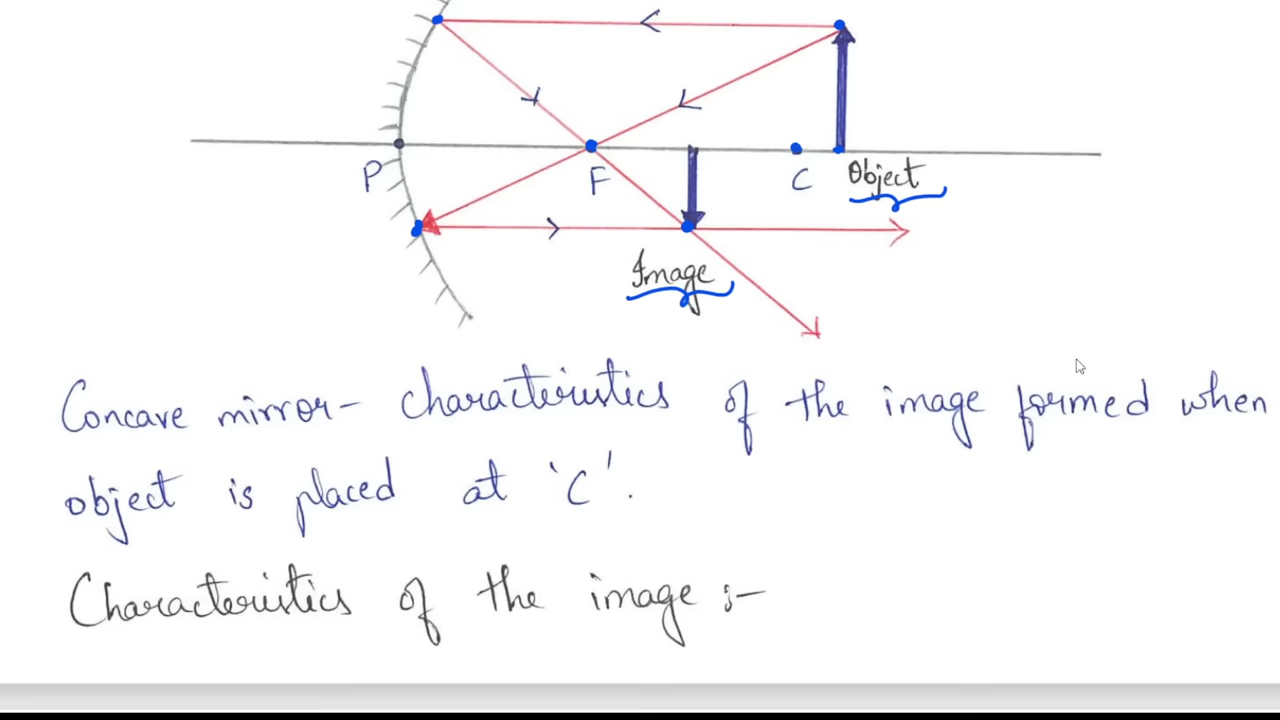 P
F
C
Object
Image
Concave mirror - characteristics of the image formed when
object is placed at 'C'.
Characteristics of the image :-